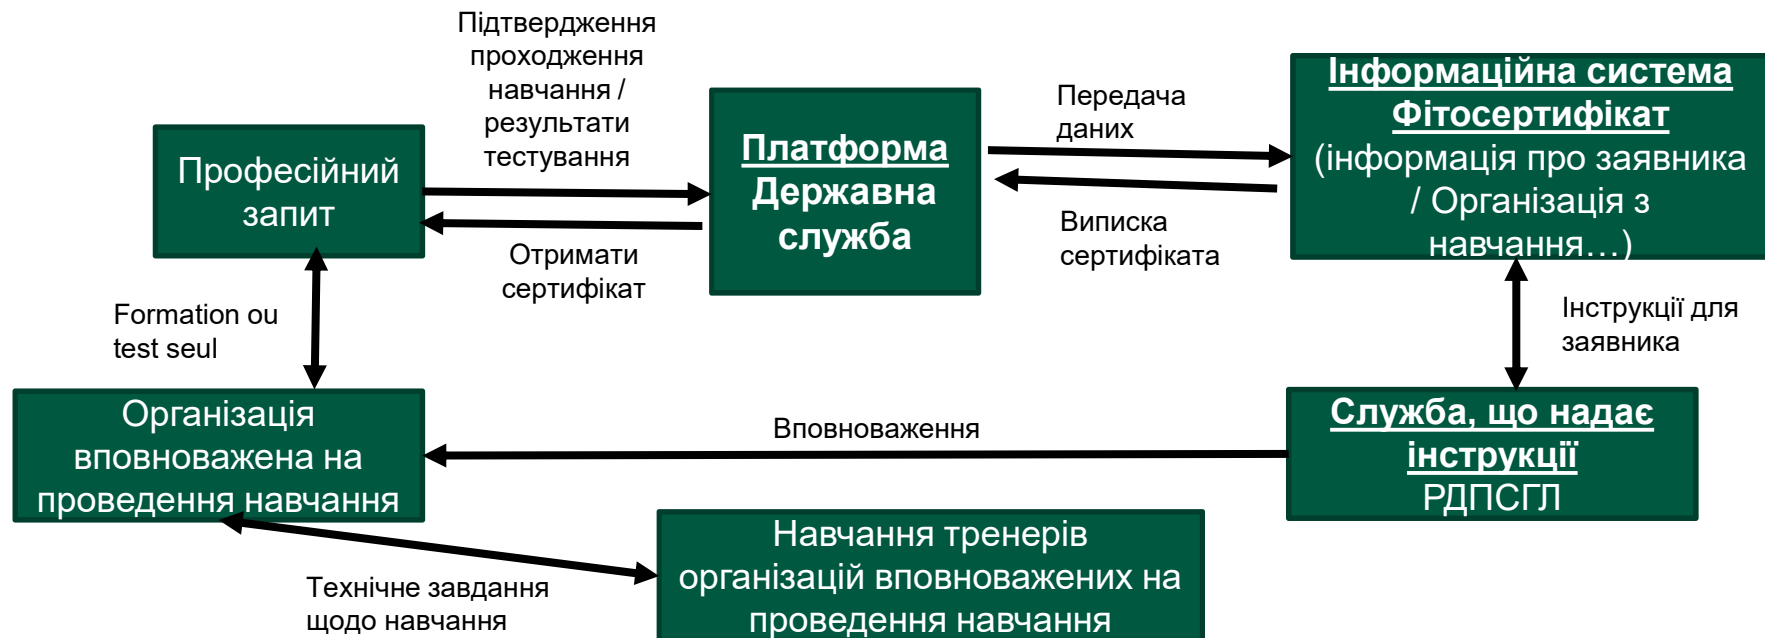 Підтвердження
проходження
навчання /
результати
тестування
Професійний
запит
Отримати
сертифікат
Платформа
Державна
служба
Передача
даних
Виписка
сертифіката
Інформаційна система
Фітосертифікат
(інформація про заявника
/ Організація з
навчання…)
Formation ou
test seul
Інструкції для
заявника
Організація
вповноважена на
проведення навчання
Вповноваження
Служба, що надає
інструкції
РДПСГЛ
Технічне завдання
щодо навчання
Навчання тренерів
організацій вповноважених на
проведення навчання